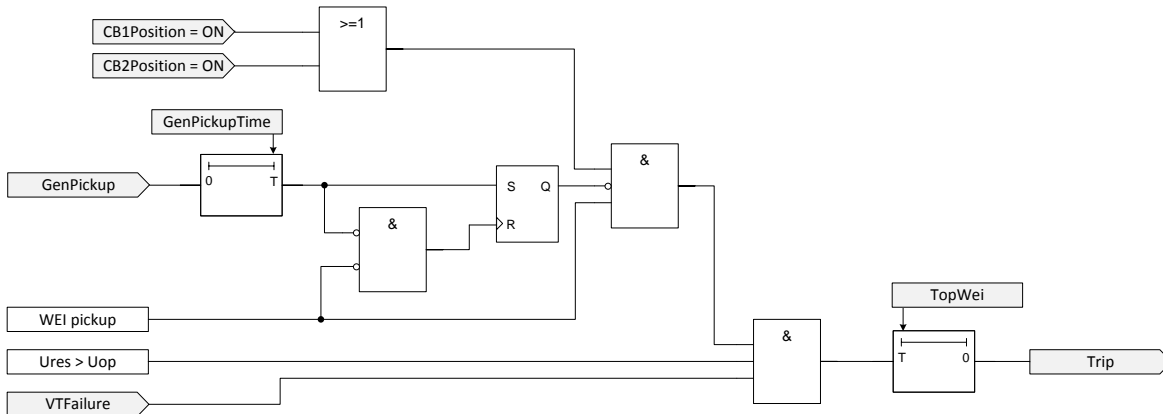 CB1Position = ON
>=1
CB2Position = ON
GenPickupTime
GenPickup
0 T
S Q
R
&
&
WEI pickup
TopWei
Ures > Uop
&
T 0
Trip
VTFailure